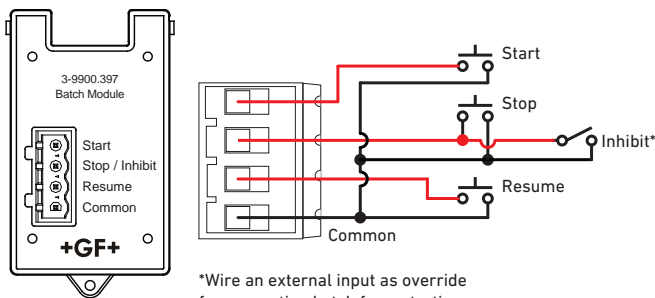 3-9900.397
Batch Module
Start
Stop / Inhibit
Resume
Common
+GF+
Start
Stop
Inhibit*
Resume
Common
*Wire an external input as override